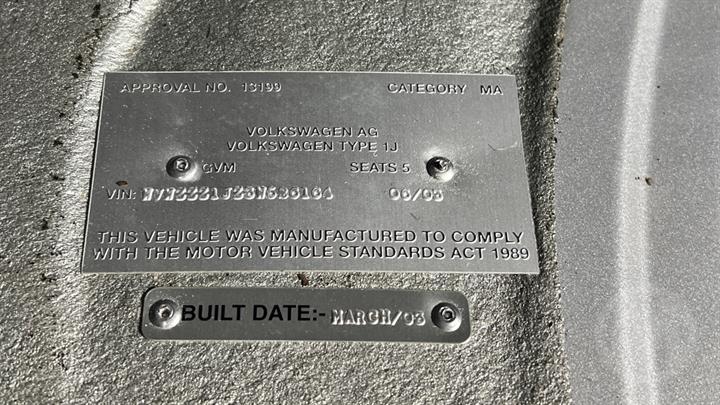 APPROVAL NO. 13199 CATEGORY MA
VOLKSWAGEN AG
VOLKSWAGEN TYPE 1J
GVM SEATS 5
VIN: WVWZZZ1JZ3W526164 06/03
THIS VEHICLE WAS MANUFACTURED TO COMPLY
WITH THE MOTOR VEHICLE STANDARDS ACT 1989
BUILT DATE:- MARCH/03